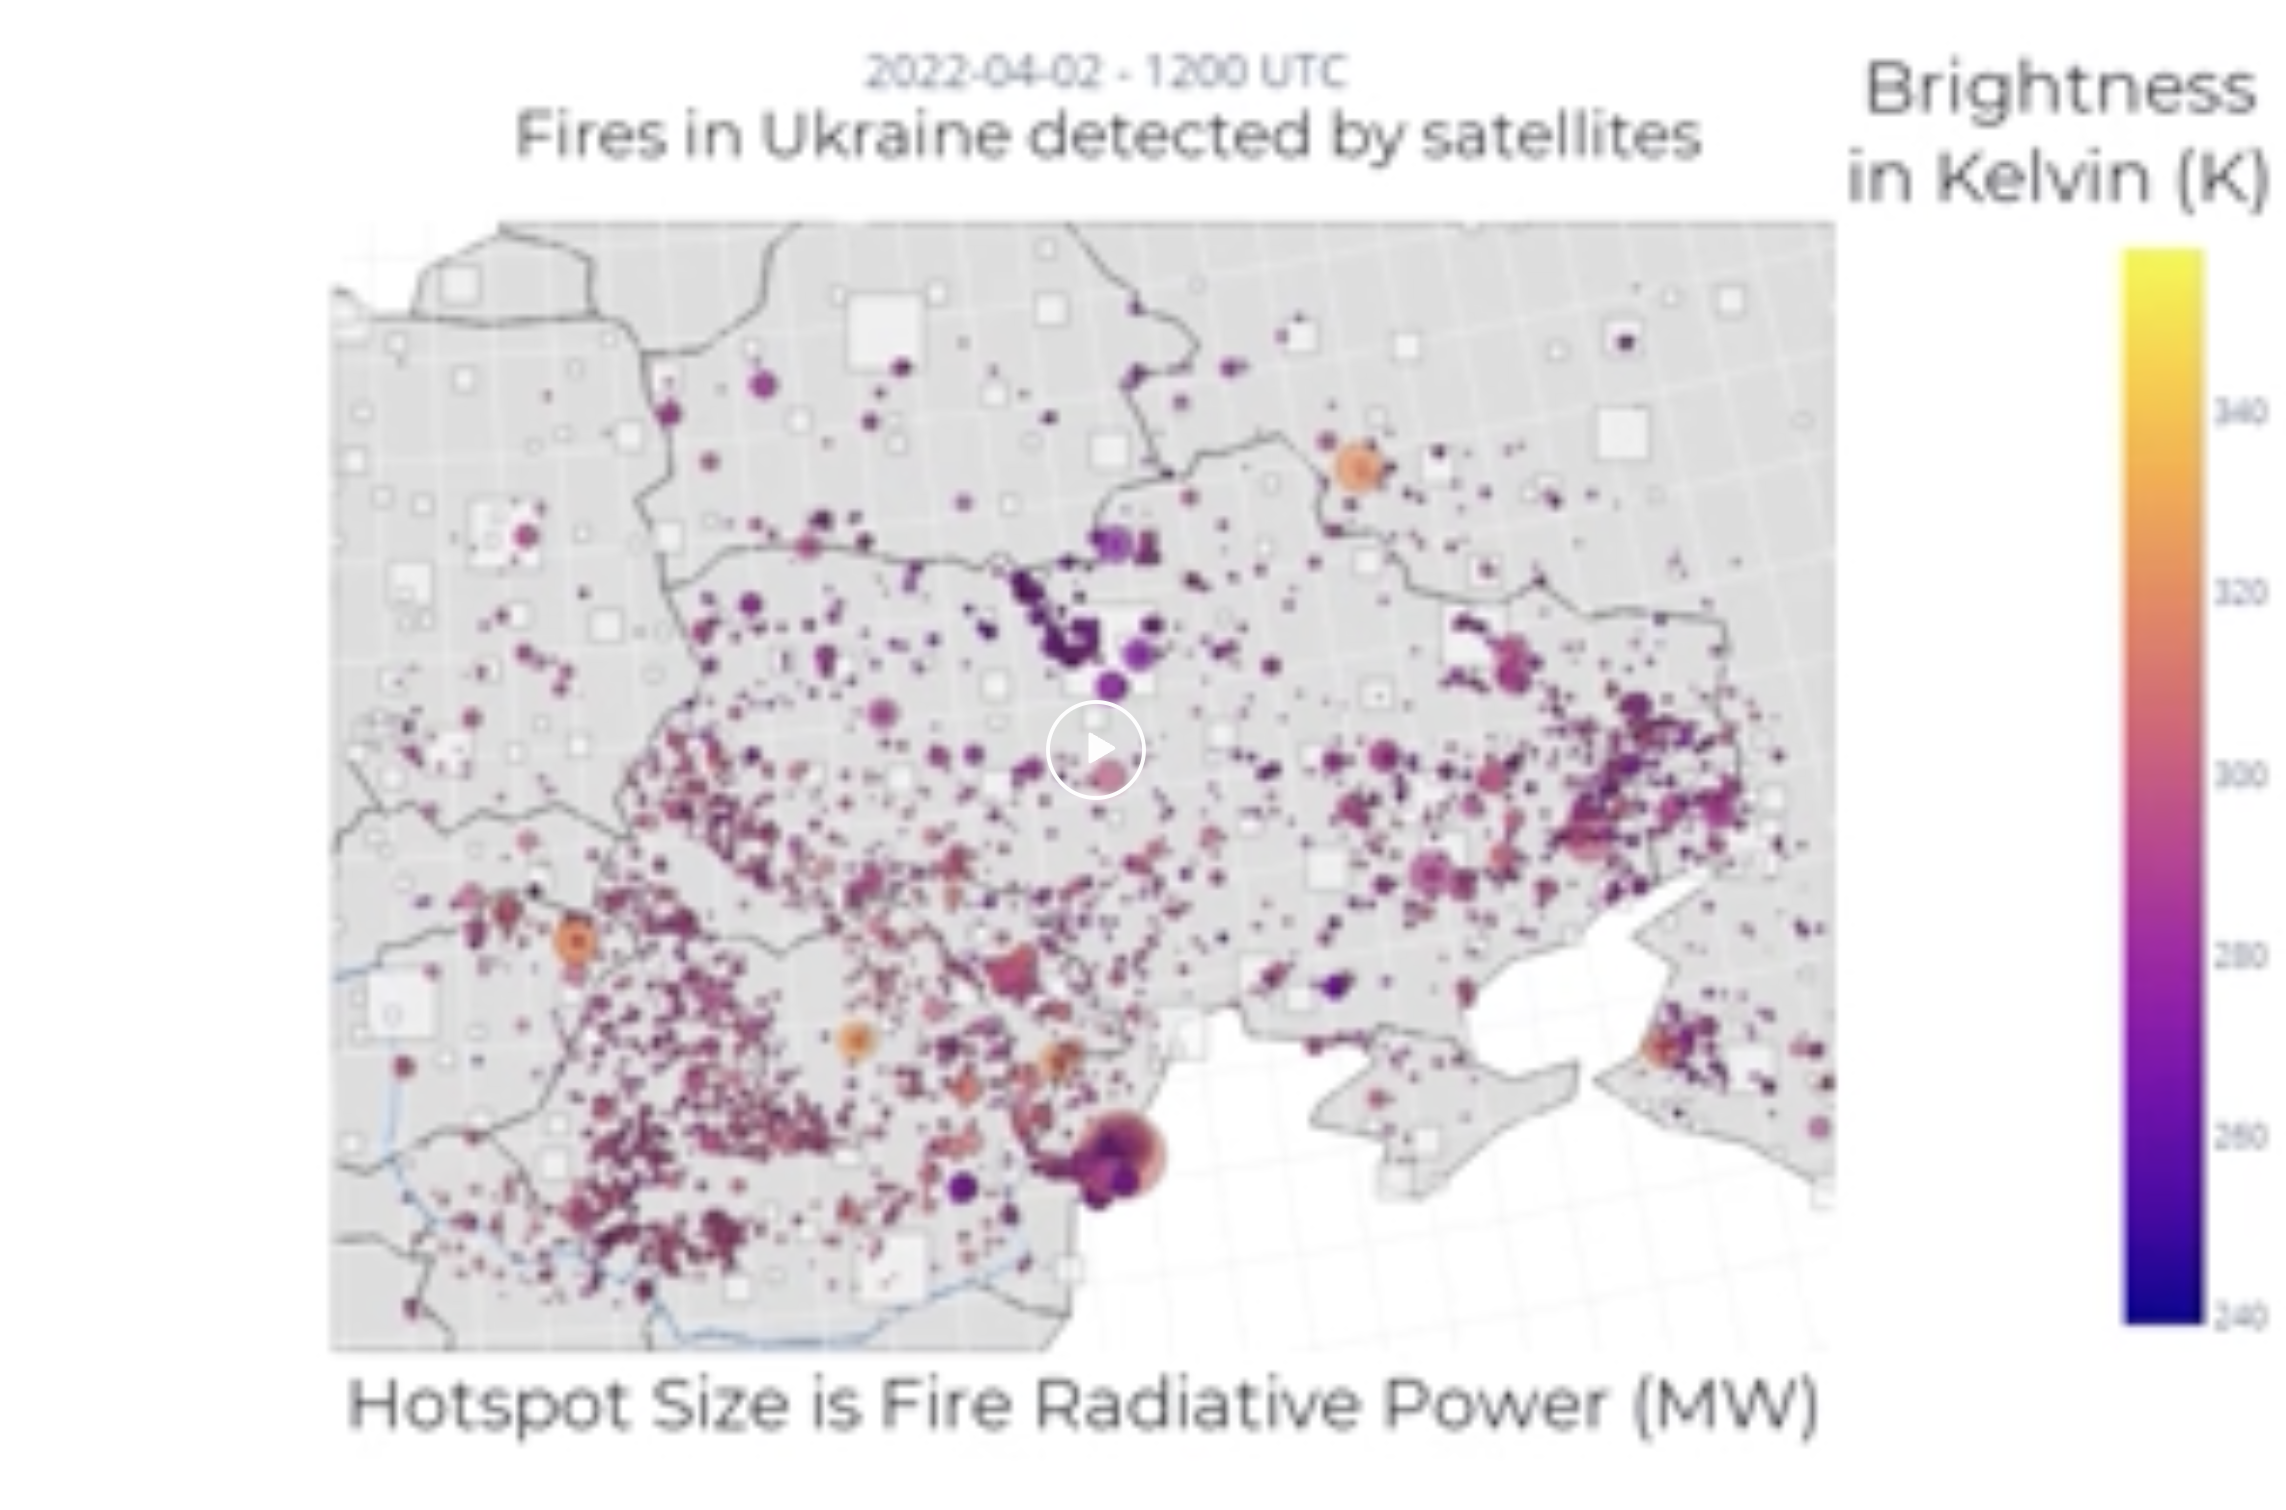 2022-04-02 - 1200 UTC
Fires in Ukraine detected by satellites
Brightness
in Kelvin (K)
340
320
300
280
260
240
Hotspot Size is Fire Radiative Power (MW)